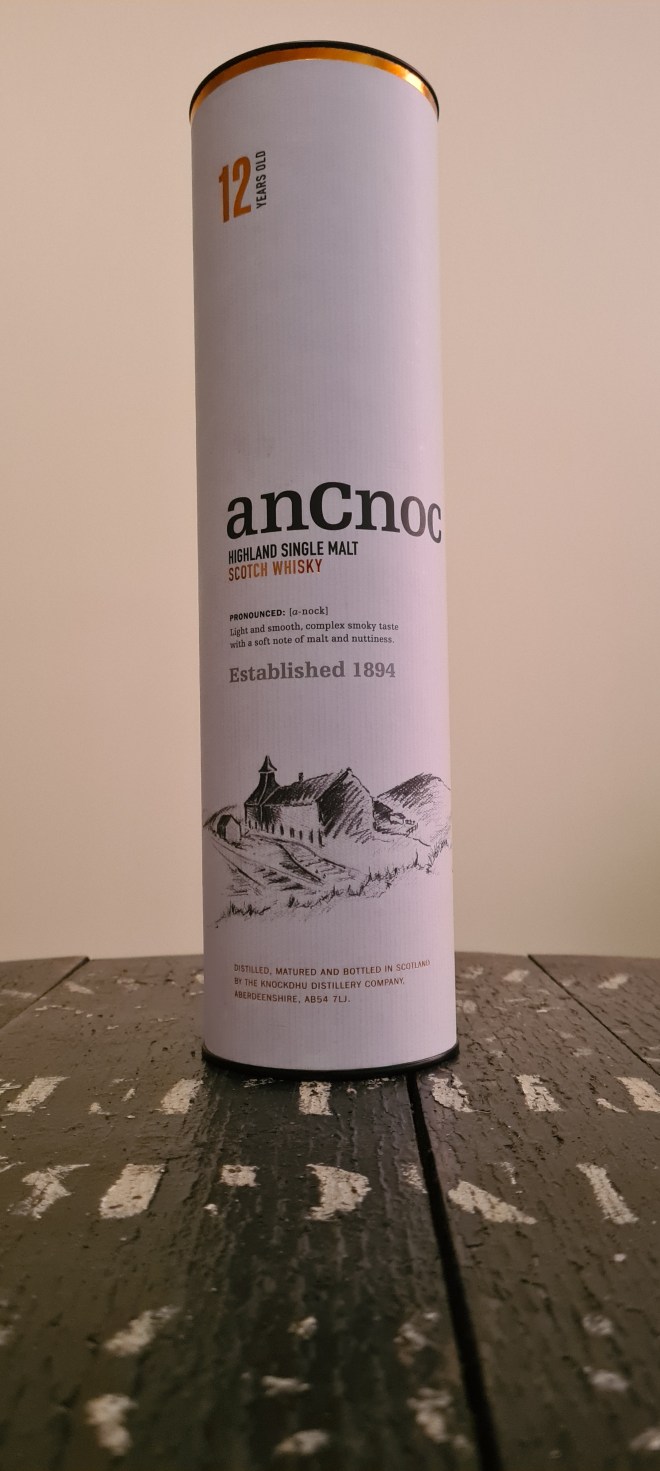 12 YEARS OLD
anCnoc
HIGHLAND SINGLE MALT
SCOTCH WHISKY
PRONOUNCED: [a-nock]
Light and smooth, complex smoky taste
with a soft note of malt and nuttiness.
Established 1894
DISTILLED, MATURED AND BOTTLED IN SCOTLAND
BY THE KNOCKDHU DISTILLERY COMPANY,
ABERDEENSHIRE, AB54 7LJ.